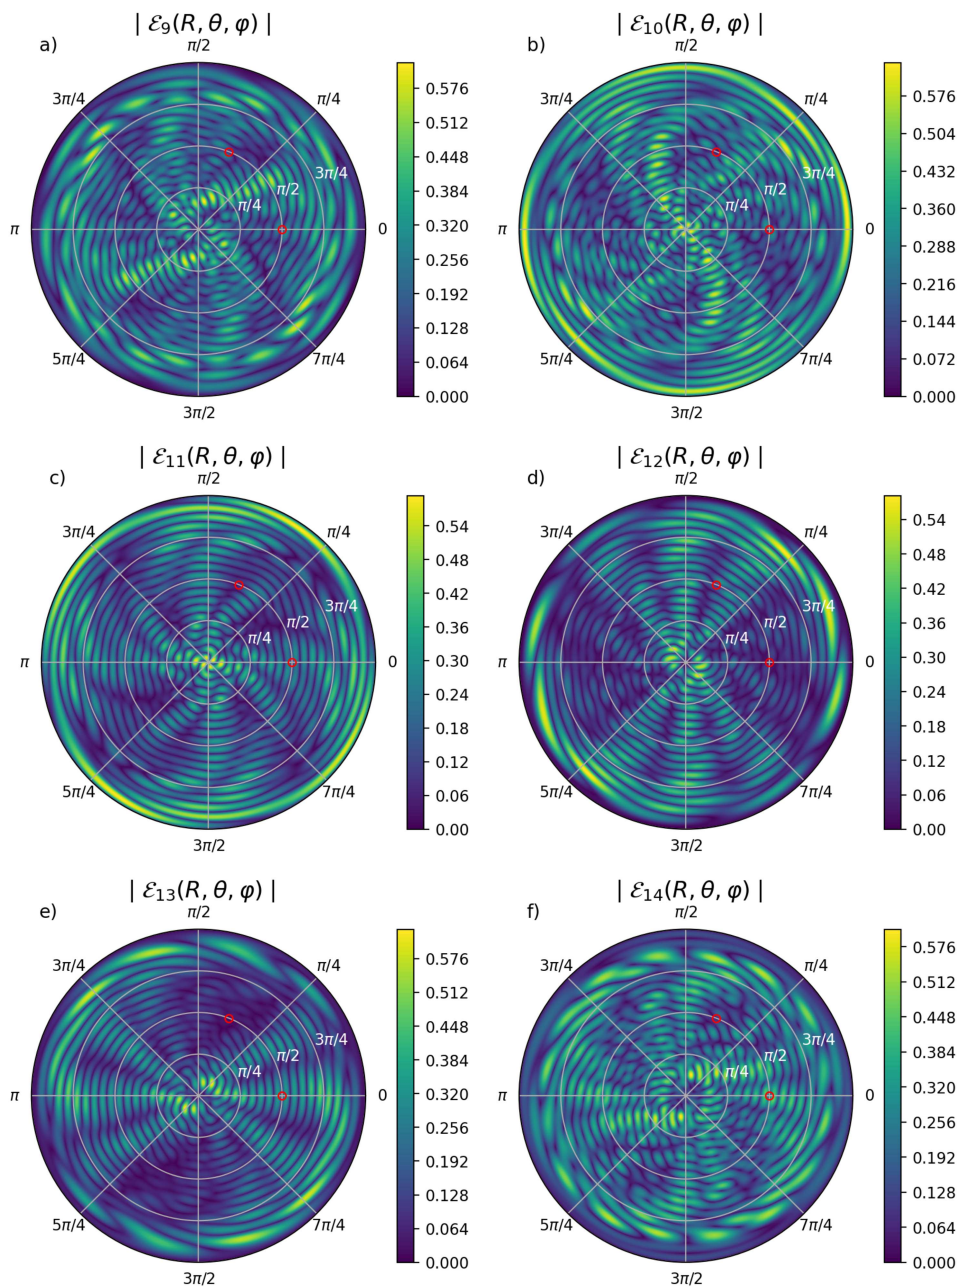 | ℰ₉(R, θ, φ) |
a)
π/2
3π/4
π/4
3π/4
π/2
π/4
π
0
5π/4
7π/4
3π/2
0.576
0.512
0.448
0.384
0.320
0.256
0.192
0.128
0.064
0.000
| ℰ₁₀(R, θ, φ) |
b)
π/2
3π/4
π/4
3π/4
π/2
π/4
π
0
5π/4
7π/4
3π/2
0.576
0.504
0.432
0.360
0.288
0.216
0.144
0.072
0.000
| ℰ₁₁(R, θ, φ) |
c)
π/2
3π/4
π/4
3π/4
π/2
π/4
π
0
5π/4
7π/4
3π/2
0.54
0.48
0.42
0.36
0.30
0.24
0.18
0.12
0.06
0.00
| ℰ₁₂(R, θ, φ) |
d)
π/2
3π/4
π/4
3π/4
π/2
π/4
π
0
5π/4
7π/4
3π/2
0.54
0.48
0.42
0.36
0.30
0.24
0.18
0.12
0.06
0.00
| ℰ₁₃(R, θ, φ) |
e)
π/2
3π/4
π/4
3π/4
π/2
π/4
π
0
5π/4
7π/4
3π/2
0.576
0.512
0.448
0.384
0.320
0.256
0.192
0.128
0.064
0.000
| ℰ₁₄(R, θ, φ) |
f)
π/2
3π/4
π/4
3π/4
π/2
π/4
π
0
5π/4
7π/4
3π/2
0.576
0.512
0.448
0.384
0.320
0.256
0.192
0.128
0.064
0.000